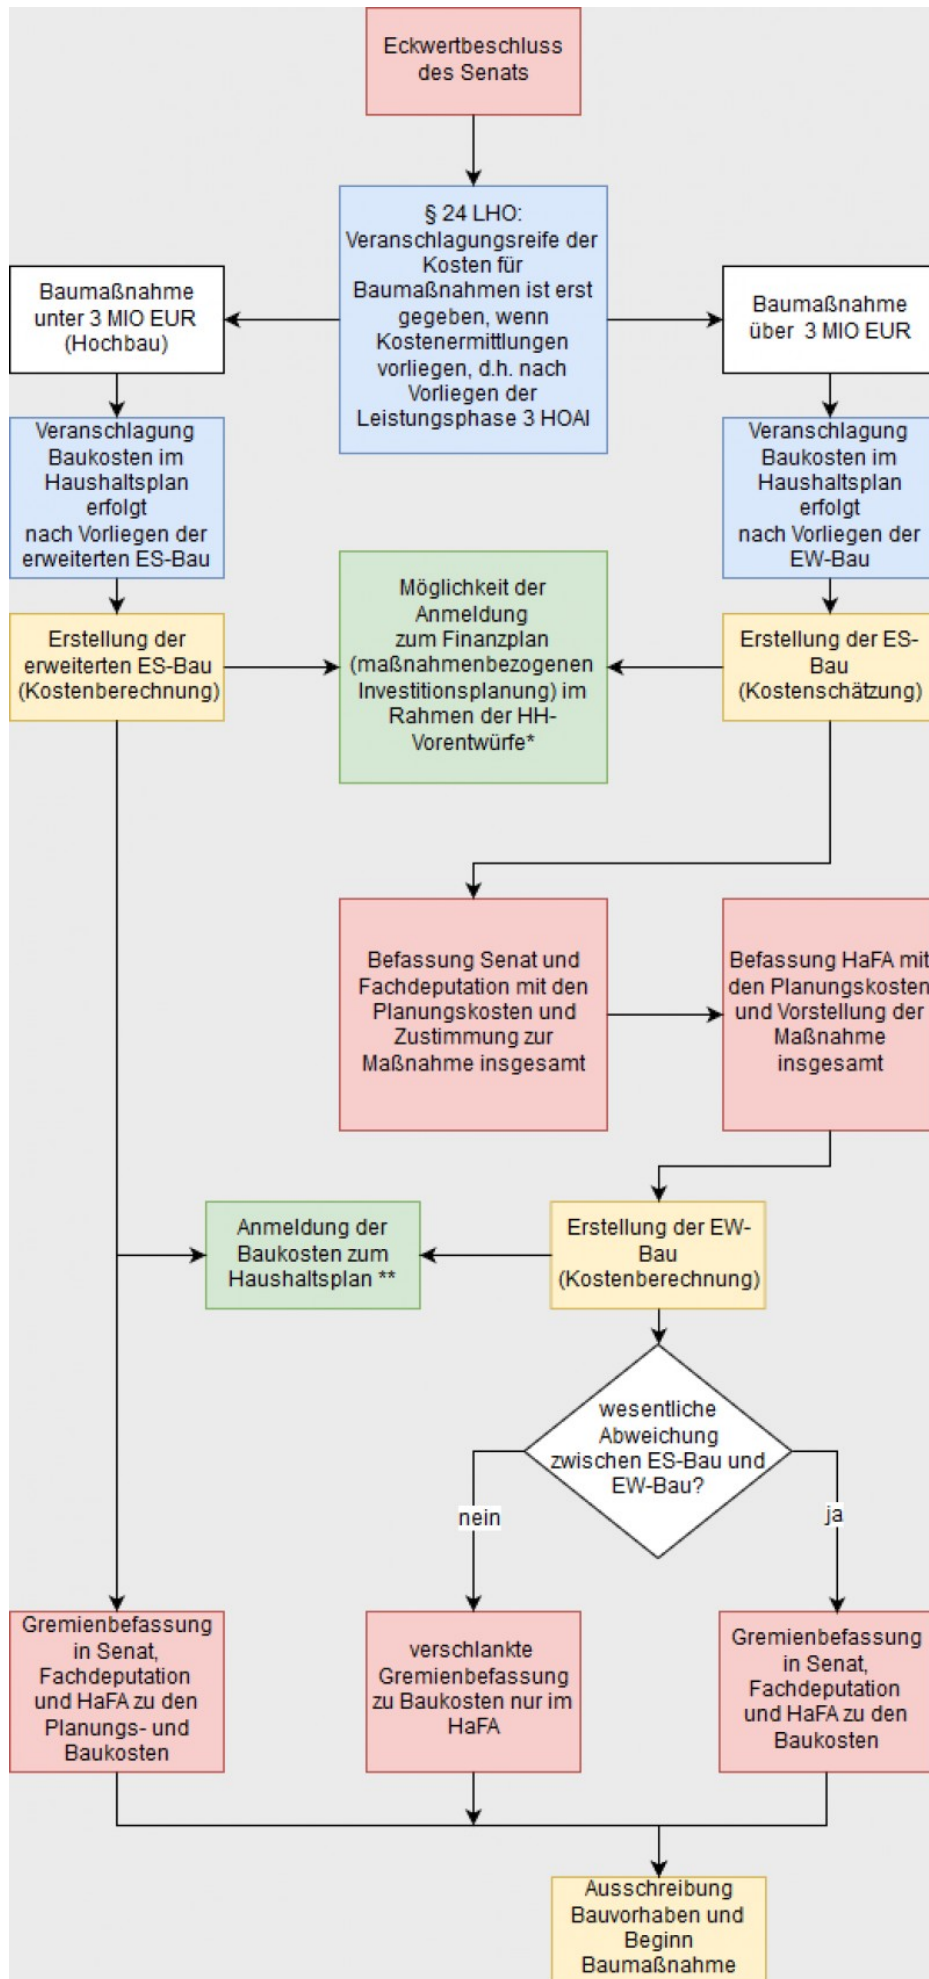 Eckwertbeschluss
des Senats
§ 24 LHO:
Veranschlagungsreife der
Kosten für
Baumaßnahmen ist erst
gegeben, wenn
Kostenermittlungen
vorliegen, d.h. nach
Vorliegen der
Leistungsphase 3 HOAI
Baumaßnahme
unter 3 MIO EUR
(Hochbau)
Baumaßnahme
über 3 MIO EUR
Veranschlagung
Baukosten im
Haushaltsplan
erfolgt
nach Vorliegen der
erweiterten ES-Bau
Veranschlagung
Baukosten im
Haushaltsplan
erfolgt
nach Vorliegen der
EW-Bau
Erstellung der
erweiterten ES-Bau
(Kostenberechnung)
Möglichkeit der
Anmeldung
zum Finanzplan
(maßnahmenbezogenen
Investitionsplanung) im
Rahmen der HH-
Vorentwürfe*
Erstellung der ES-
Bau
(Kostenschätzung)
Befassung Senat und
Fachdeputation mit den
Planungskosten und
Zustimmung zur
Maßnahme insgesamt
Befassung HaFA mit
den Planungskosten
und Vorstellung der
Maßnahme
insgesamt
Anmeldung der
Baukosten zum
Haushaltsplan **
Erstellung der EW-
Bau
(Kostenberechnung)
wesentliche
Abweichung
zwischen ES-Bau und
EW-Bau?
nein
ja
Gremienbefassung
in Senat,
Fachdeputation
und HaFA zu den
Planungs- und
Baukosten
verschlankte
Gremienbefassung
zu Baukosten nur im
HaFA
Gremienbefassung
in Senat,
Fachdeputation
und HaFA zu den
Baukosten
Ausschreibung
Bauvorhaben und
Beginn
Baumaßnahme